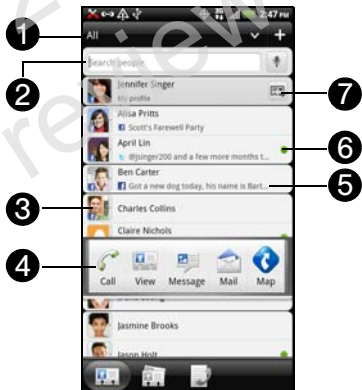 2:47 PM
1
All
2
Search people
Jennifer Singer
My profile
7
Alisa Pritts
Scott's Farewell Party
April Lin
@jsinger200 and a few more months t...
6
Ben Carter
Got a new dog today, his name is Bart...
5
3
Charles Collins
Claire Nichols
4
Call View Message Mail Map
Jasmine Brooks
Jason Holt
review